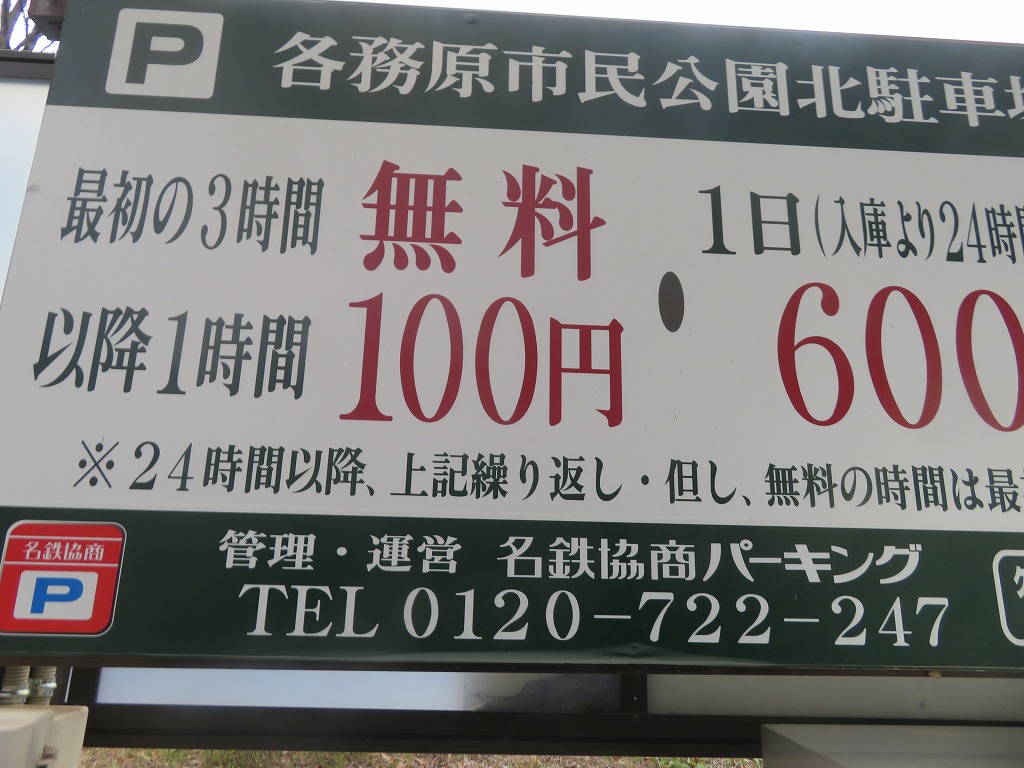 P 各務原市民公園北駐車場
最初の3時間 無料 1日(入庫より24時間
以降1時間 100円 600
※24時間以降、上記繰り返し・但し、無料の時間は最
名鉄協商
P
管理・運営 名鉄協商パーキング
TEL 0120-722-247